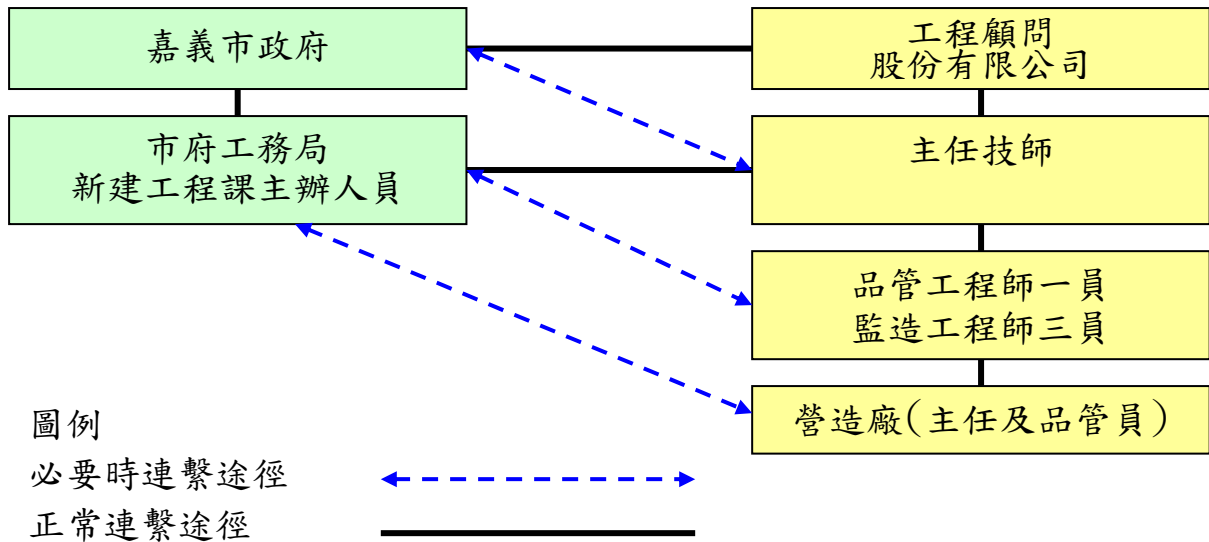 嘉義市政府
工程顧問
股份有限公司
市府工務局
新建工程課主辦人員
主任技師
品管工程師一員
監造工程師三員
營造廠(主任及品管員)
圖例
必要時連繫途徑
正常連繫途徑